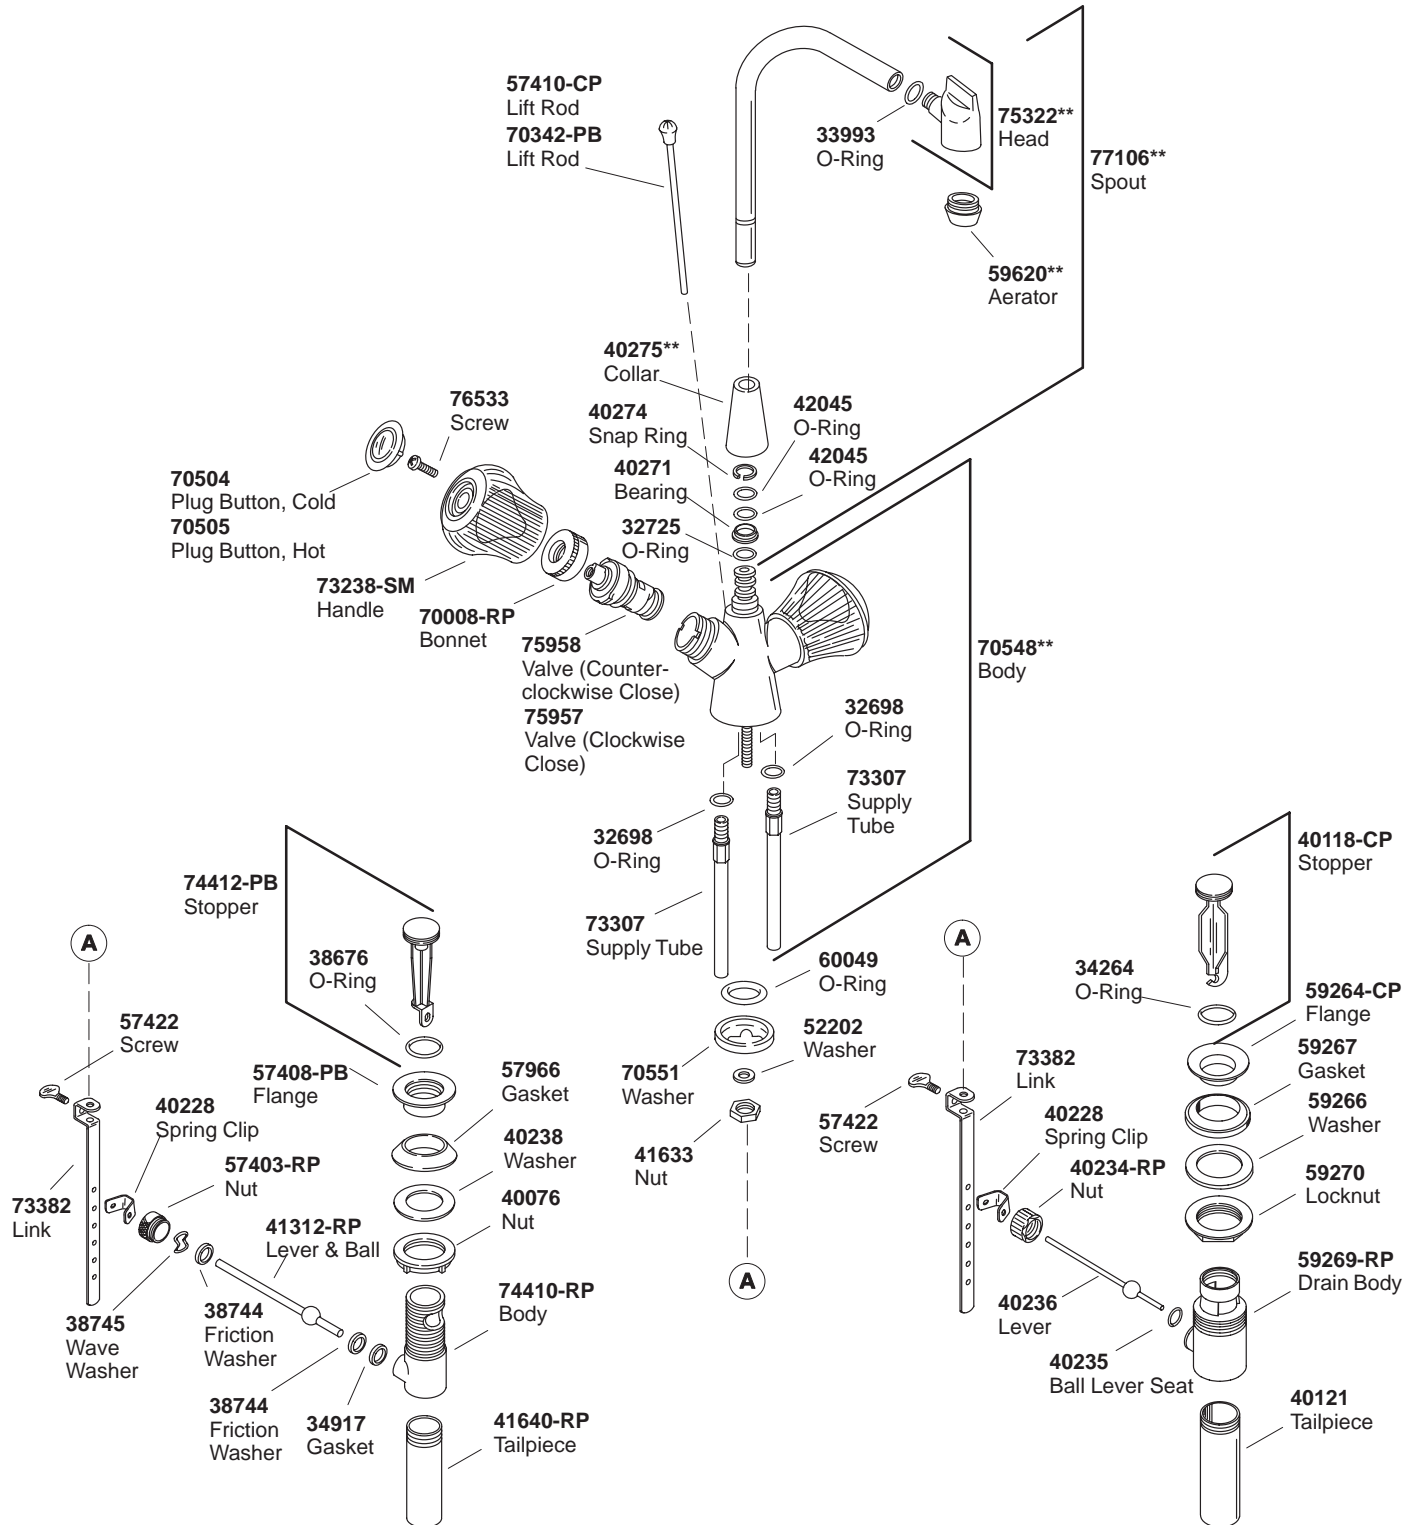 57410-CP
Lift Rod
70342-PB
Lift Rod
33993
O-Ring
75322**
Head
77106**
Spout
59620**
Aerator
40275**
Collar
76533
Screw
40274
Snap Ring
42045
O-Ring
42045
O-Ring
40271
Bearing
70504
Plug Button, Cold
70505
Plug Button, Hot
32725
O-Ring
73238-SM
Handle
70008-RP
Bonnet
75958
Valve (Counter-
clockwise Close)
75957
Valve (Clockwise
Close)
70548**
Body
32698
O-Ring
73307
Supply
Tube
32698
O-Ring
73307
Supply Tube
74412-PB
Stopper
40118-CP
Stopper
A
38676
O-Ring
60049
O-Ring
A
34264
O-Ring
59264-CP
Flange
57422
Screw
57408-PB
Flange
57966
Gasket
52202
Washer
70551
Washer
73382
Link
59267
Gasket
40228
Spring Clip
40238
Washer
57422
Screw
40228
Spring Clip
59266
Washer
57403-RP
Nut
41633
Nut
40234-RP
Nut
59270
Locknut
73382
Link
40076
Nut
41312-RP
Lever & Ball
A
59269-RP
Drain Body
74410-RP
Body
38745
Wave
Washer
38744
Friction
Washer
40236
Lever
40235
Ball Lever Seat
38744
Friction
Washer
34917
Gasket
41640-RP
Tailpiece
40121
Tailpiece